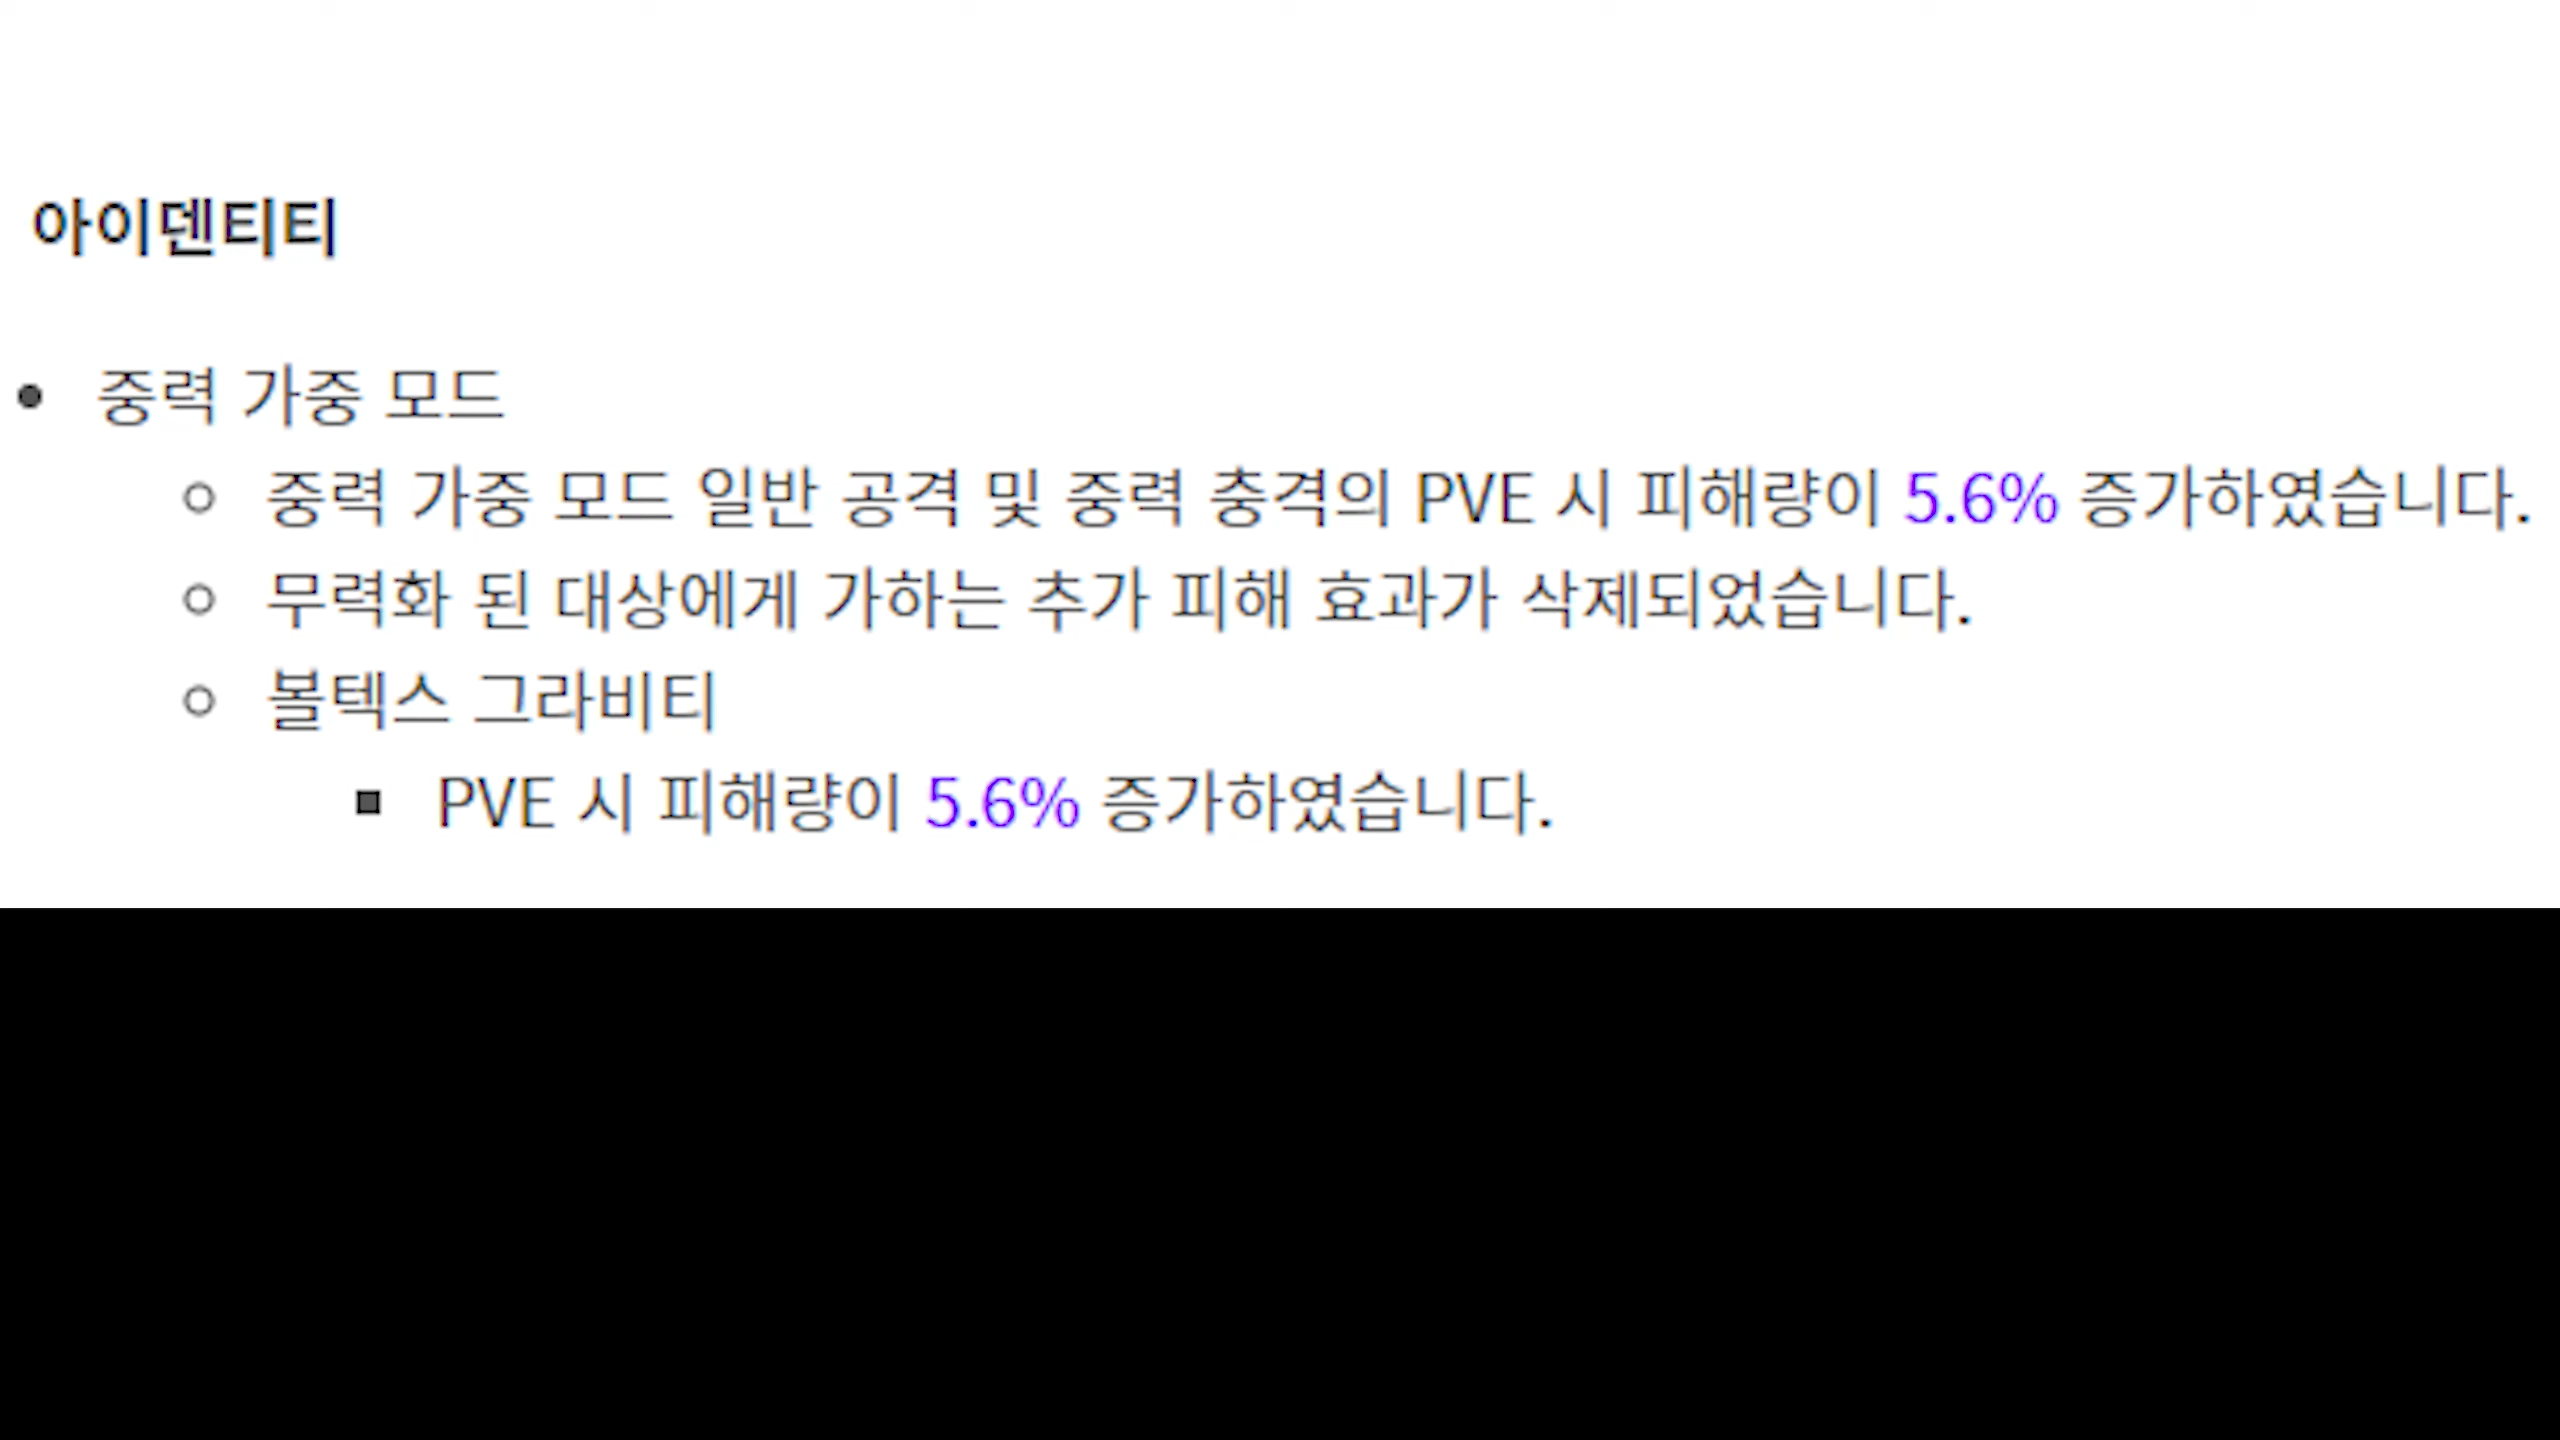 아이덴티티
중력 가중 모드
중력 가중 모드 일반 공격 및 중력 충격의 PVE 시 피해량이 5.6% 증가하였습니다.
무력화 된 대상에게 가하는 추가 피해 효과가 삭제되었습니다.
볼텍스 그라비티
PVE 시 피해량이 5.6% 증가하였습니다.